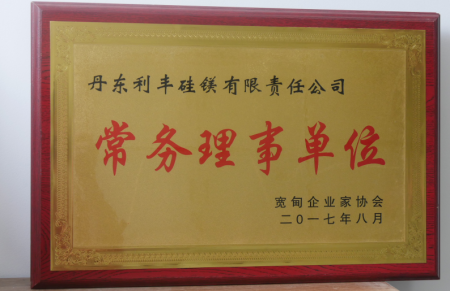 丹东利丰硅镁有限责任公司
常务理事单位
宽甸企业家协会
二〇一七年八月